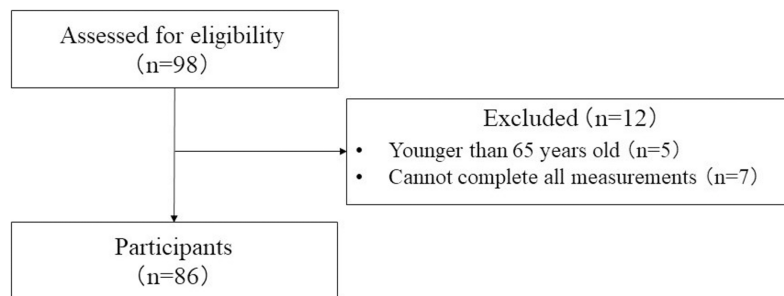 Assessed for eligibility
（n=98）
Excluded（n=12）
• Younger than 65 years old（n=5）
• Cannot complete all measurements（n=7）
Participants
（n=86）